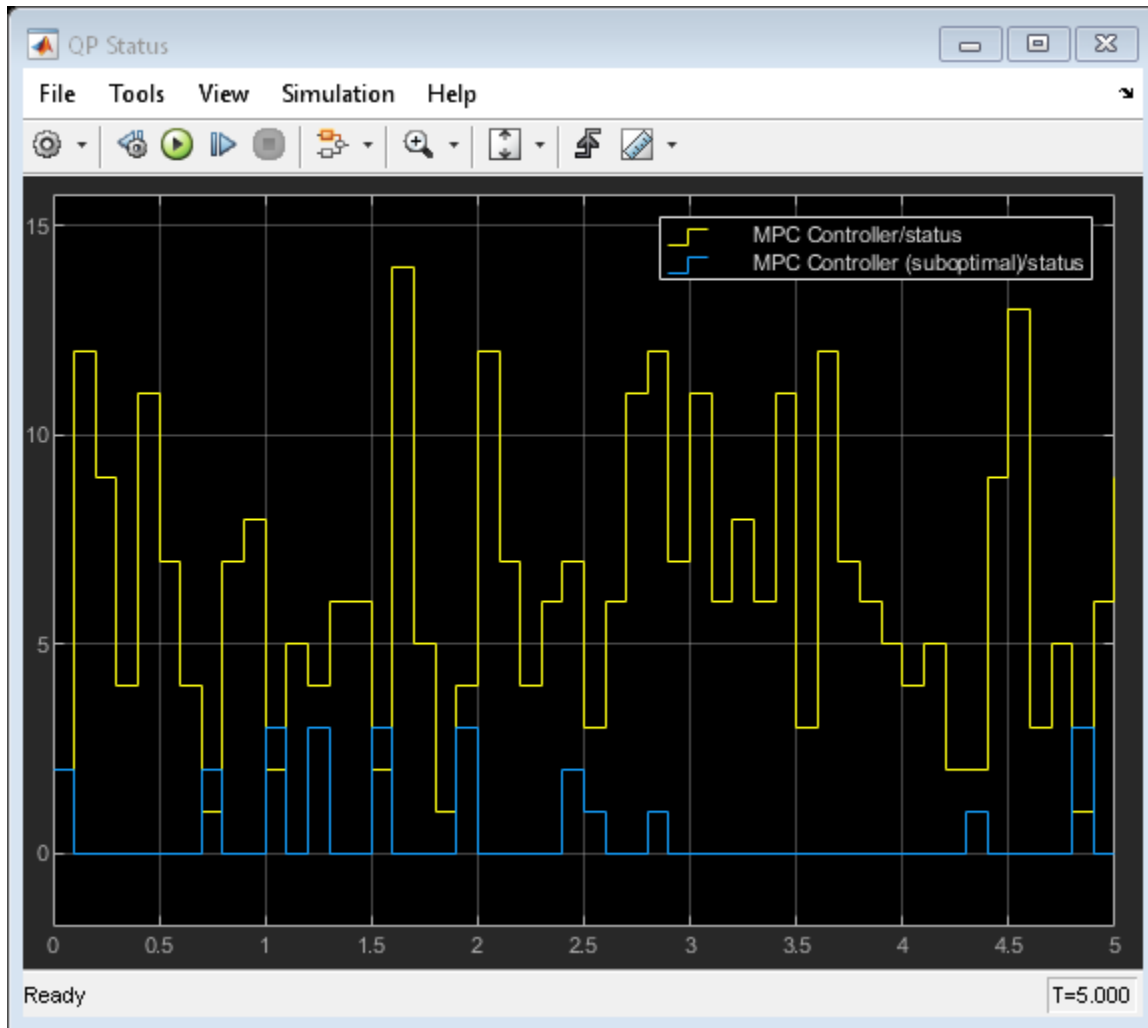 QP Status
File Tools View Simulation Help
15
MPC Controller/status
MPC Controller (suboptimal)/status
10
5
0
0 0.5 1 1.5 2 2.5 3 3.5 4 4.5 5
Ready T=5.000